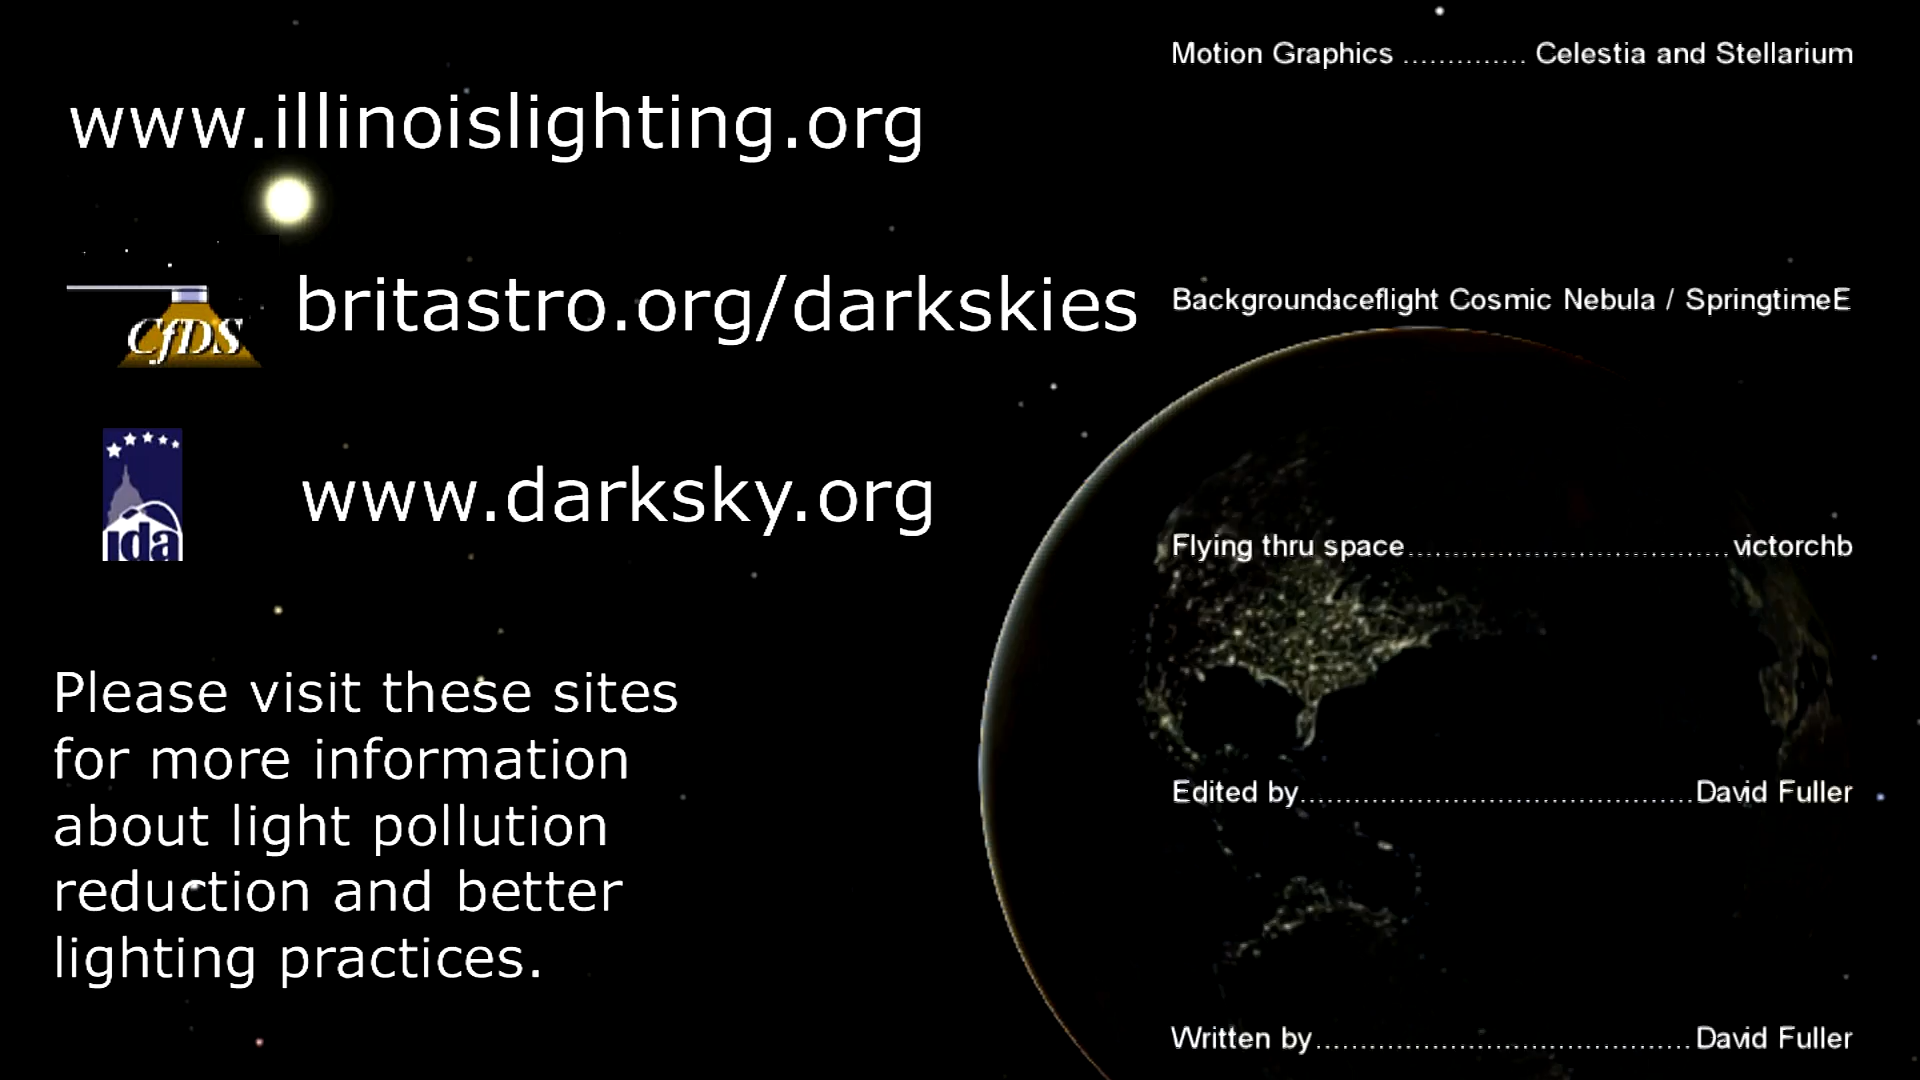 www.illinoislighting.org
CfDS
britastro.org/darkskies
ida
www.darksky.org
Please visit these sites
for more information
about light pollution
reduction and better
lighting practices.
Motion Graphics .............. Celestia and Stellarium
Backgroundaceflight Cosmic Nebula / SpringtimeE
Flying thru space....................................victorchb
Edited by............................................David Fuller
Written by..........................................David Fuller